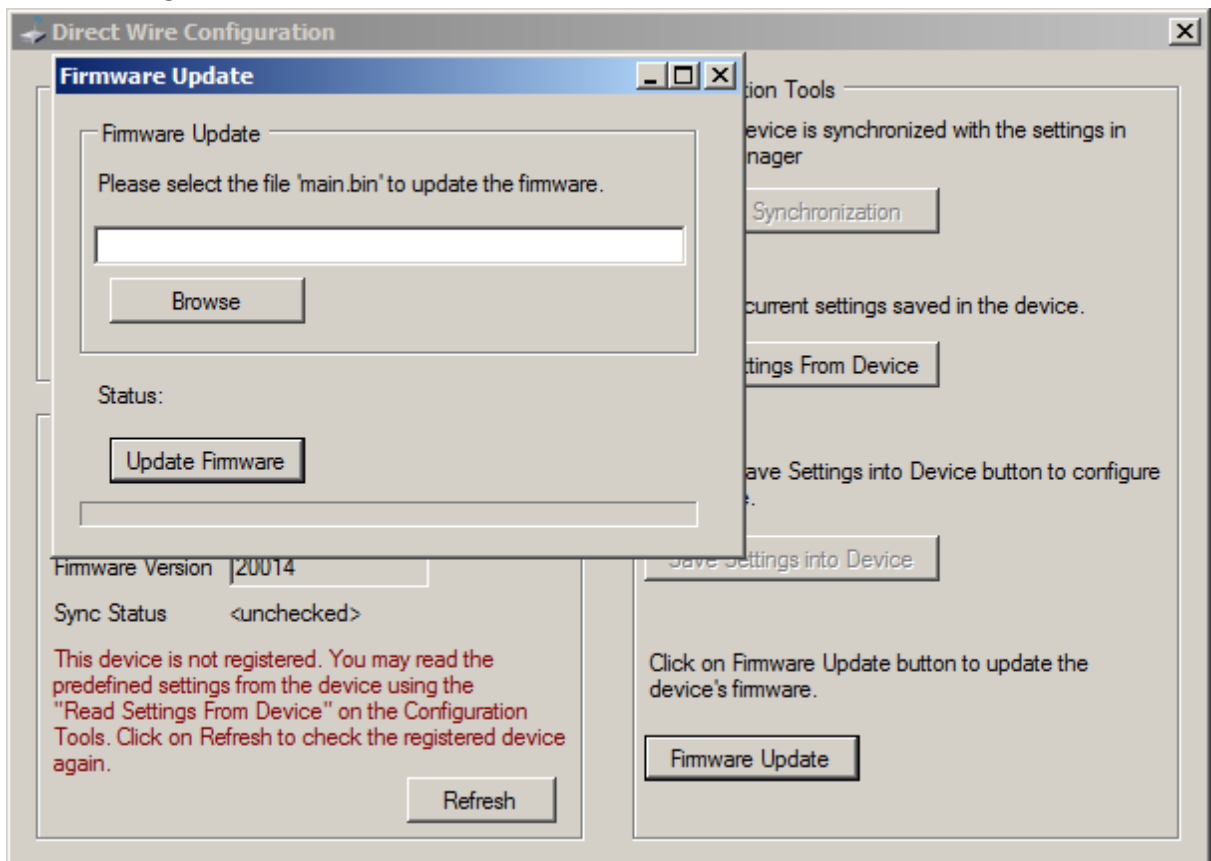 Direct Wire Configuration
Firmware Update
Firmware Update
Please select the file 'main.bin' to update the firmware.
Browse
Status:
Update Firmware
tion Tools
evice is synchronized with the settings in
nager
Synchronization
current settings saved in the device.
ttings From Device
ave Settings into Device button to configure
Save Settings into Device
Click on Firmware Update button to update the
device's firmware.
Firmware Update
Firmware Version 20014
Sync Status <unchecked>
This device is not registered. You may read the
predefined settings from the device using the
"Read Settings From Device" on the Configuration
Tools. Click on Refresh to check the registered device
again.
Refresh